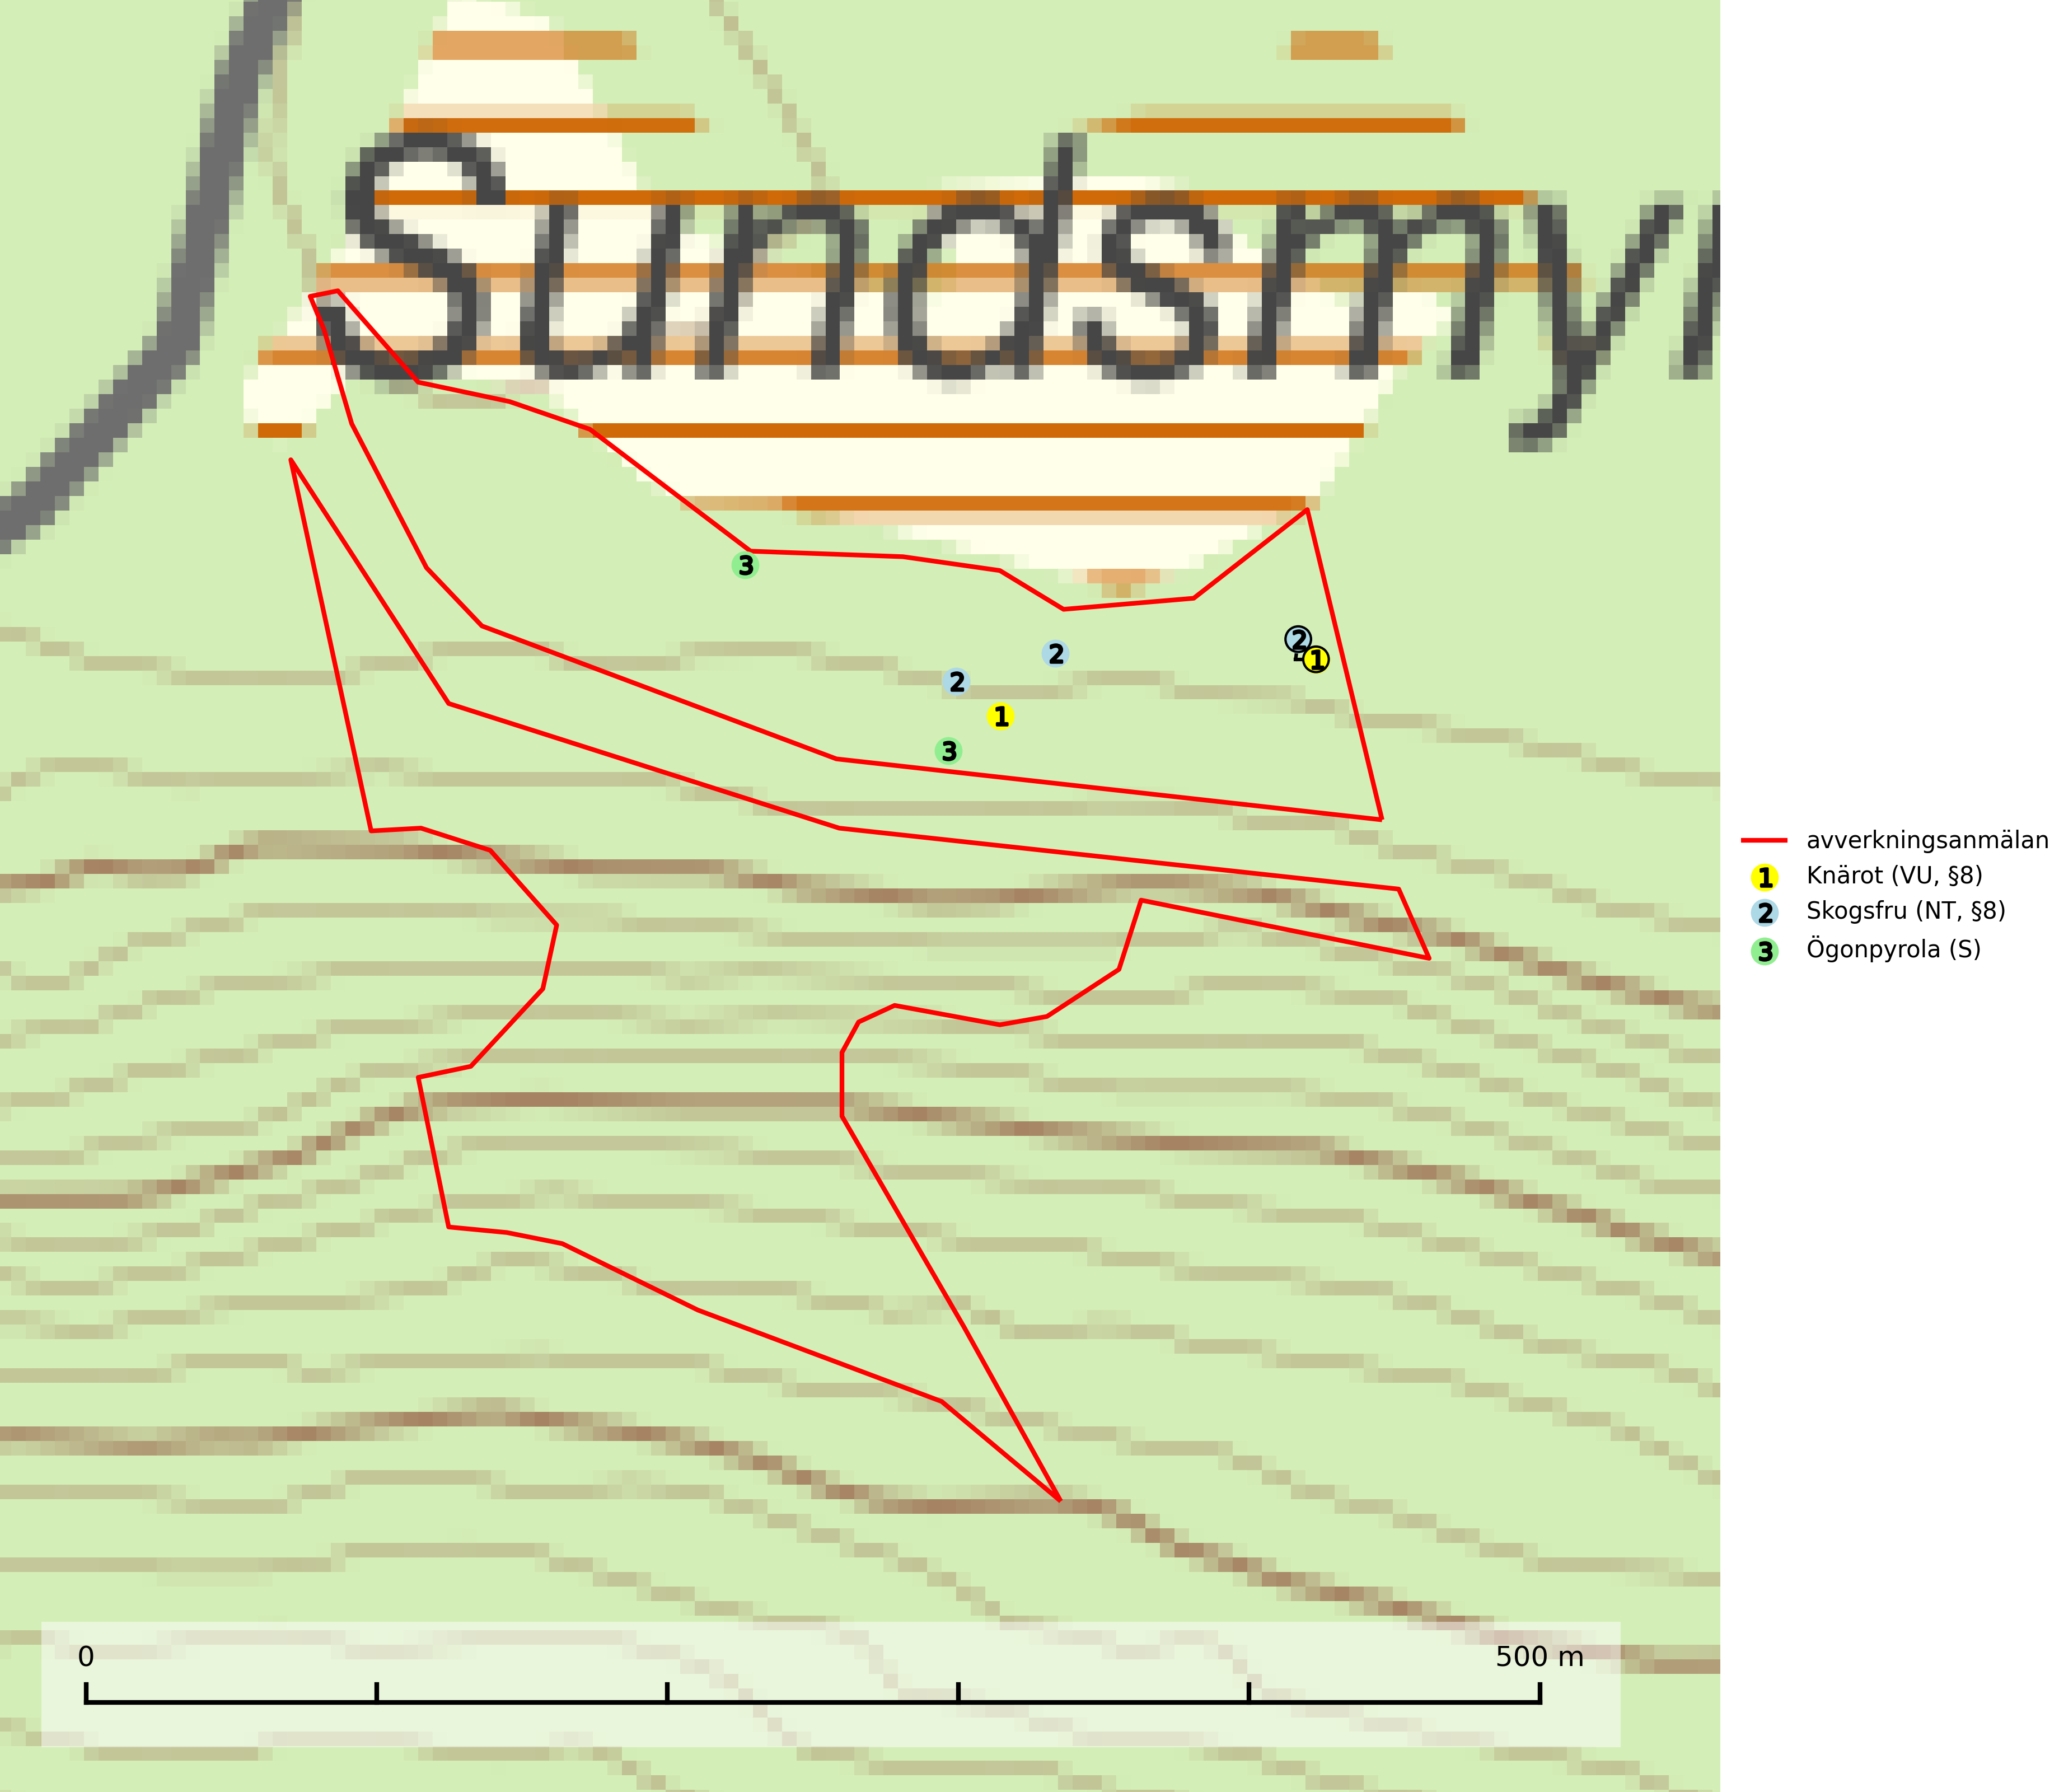 Sundsmyr
3
2
2
2
1
1
3
avverkningsanmälan
1 Knärot (VU, §8)
2 Skogsfru (NT, §8)
3 Ögonpyrola (S)
0 500 m